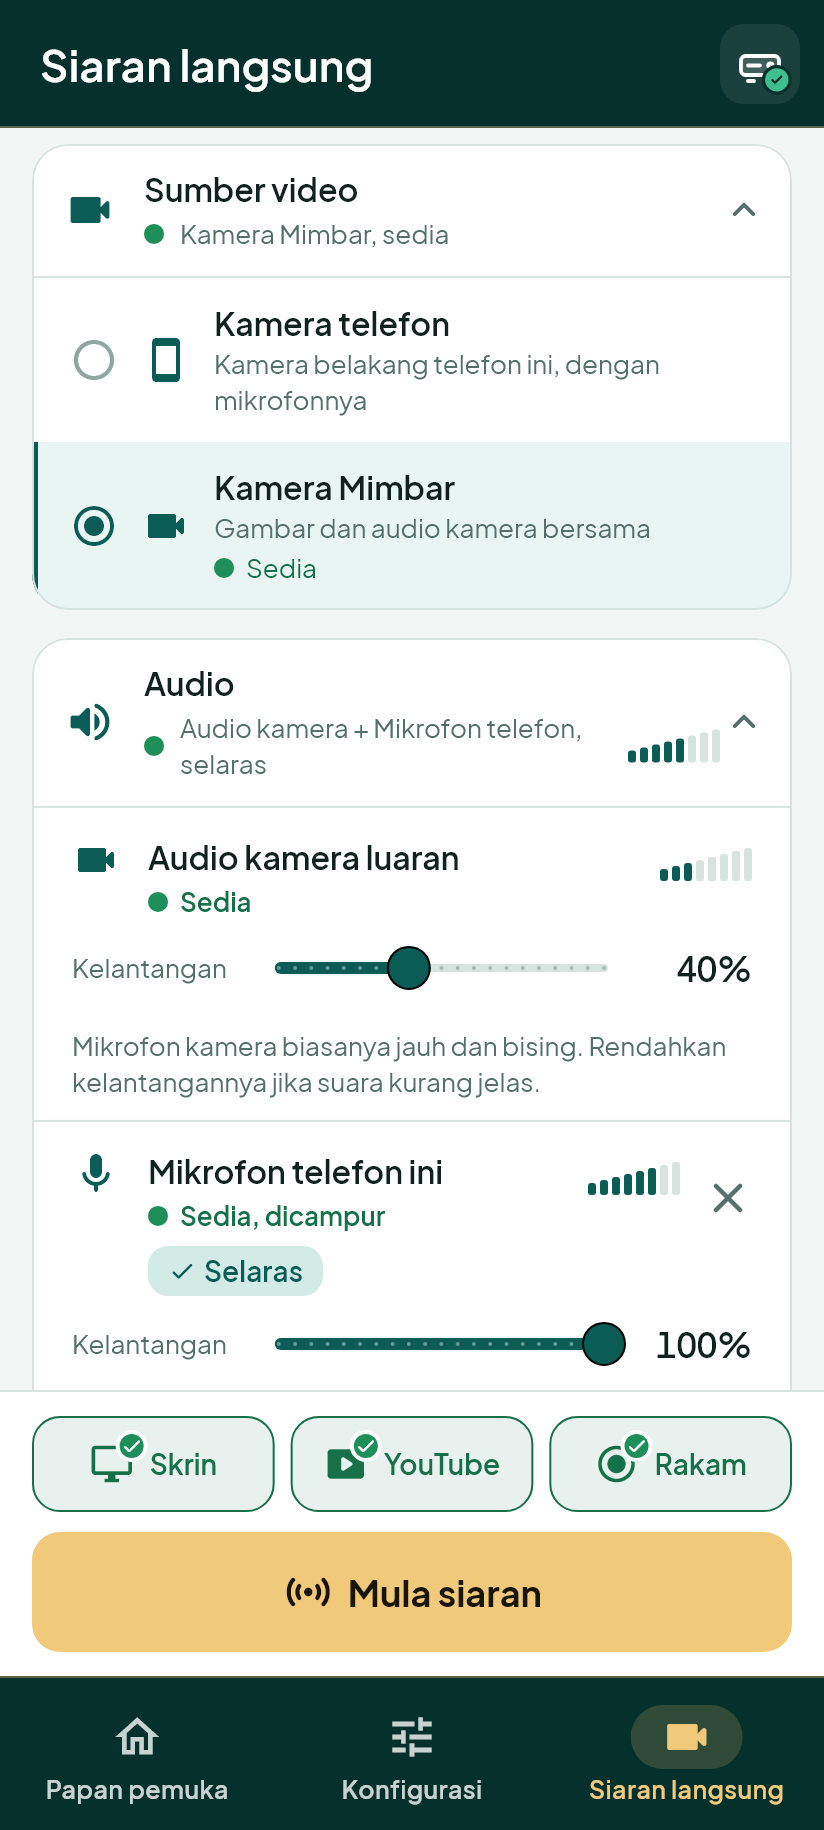 Siaran langsung
Sumber video
Kamera Mimbar, sedia
Kamera telefon
Kamera belakang telefon ini, dengan
mikrofonnya
Kamera Mimbar
Gambar dan audio kamera bersama
Sedia
Audio
Audio kamera + Mikrofon telefon,
selaras
Audio kamera luaran
Sedia
Kelantangan
40%
Mikrofon kamera biasanya jauh dan bising. Rendahkan
kelantangannya jika suara kurang jelas.
Mikrofon telefon ini
Sedia, dicampur
Selaras
Kelantangan
100%
Skrin
YouTube
Rakam
Mula siaran
Papan pemuka
Konfigurasi
Siaran langsung